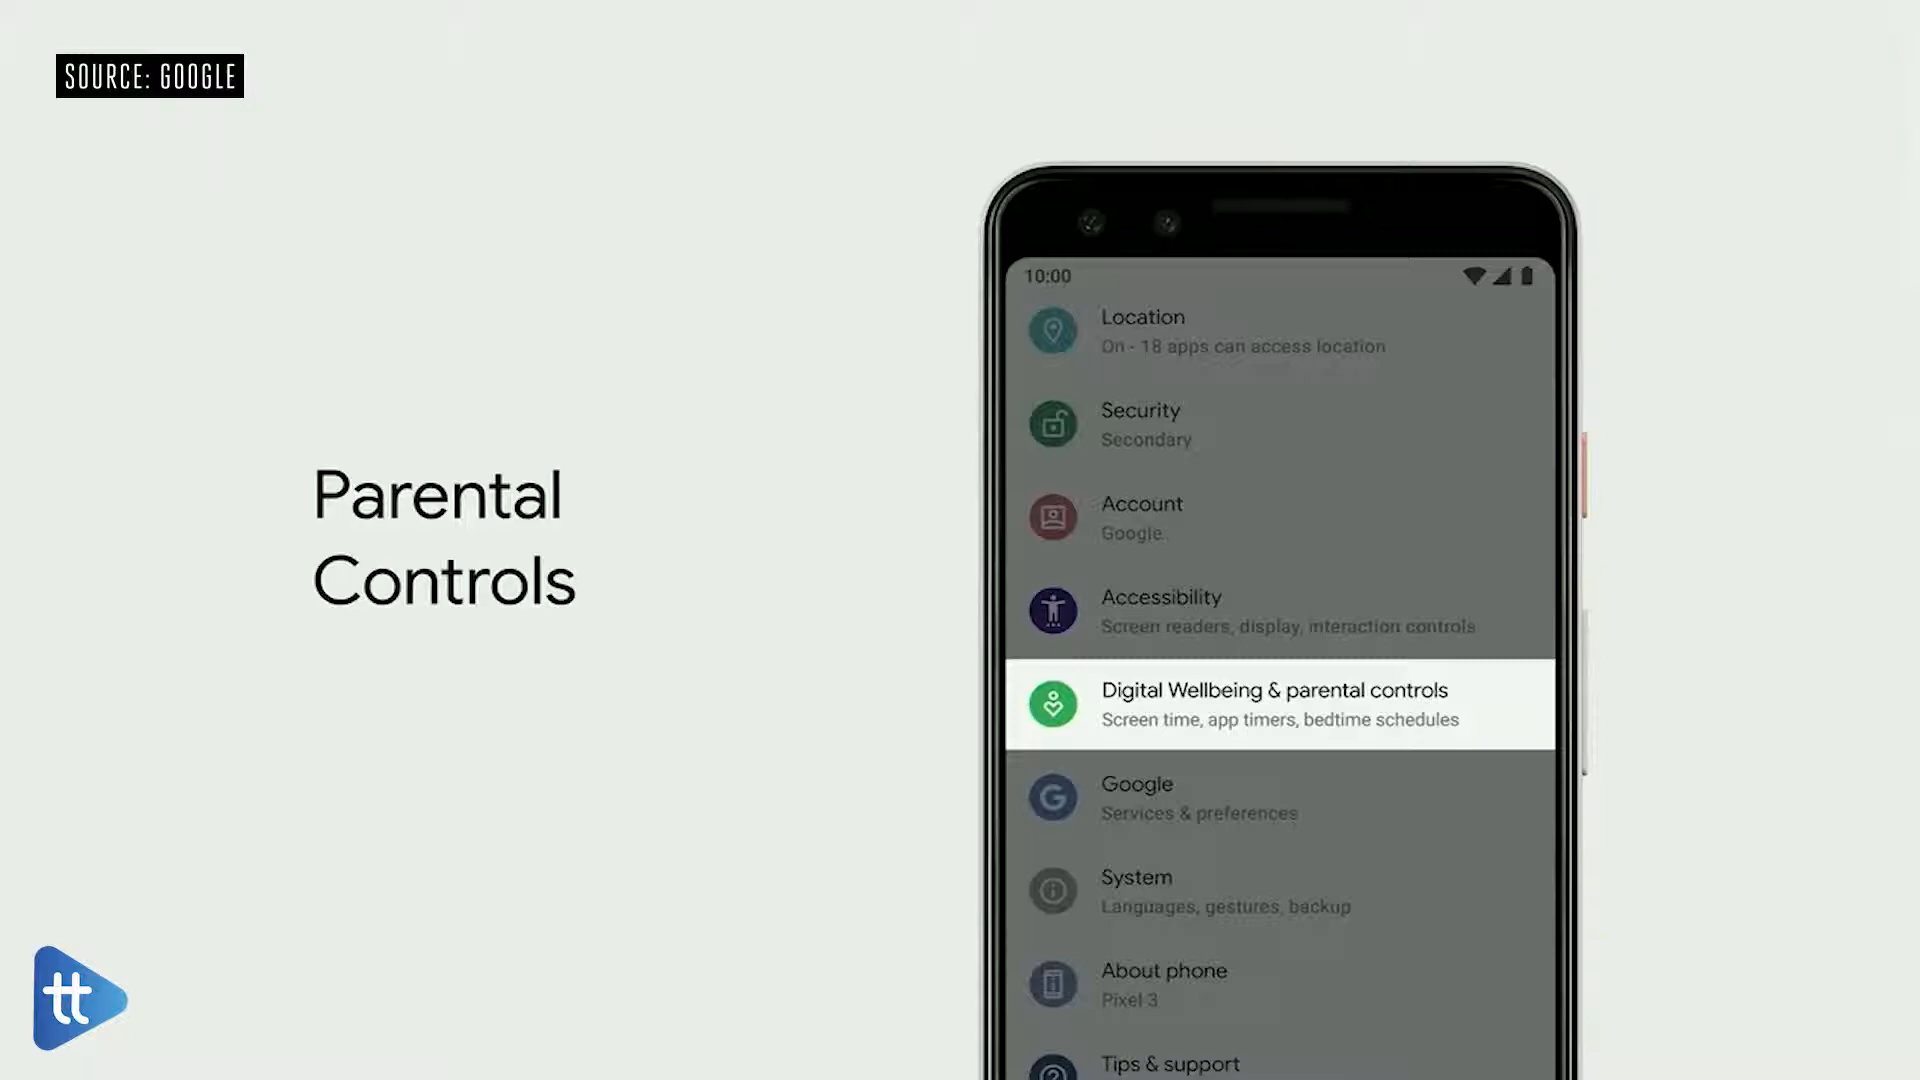 SOURCE: GOOGLE
Parental
Controls
10:00
Location
On - 18 apps can access location
Security
Secondary
Account
Google
Accessibility
Screen readers, display, interaction controls
Digital Wellbeing & parental controls
Screen time, app timers, bedtime schedules
Google
Services & preferences
System
Languages, gestures, backup
About phone
Pixel 3
Tips & support
tt